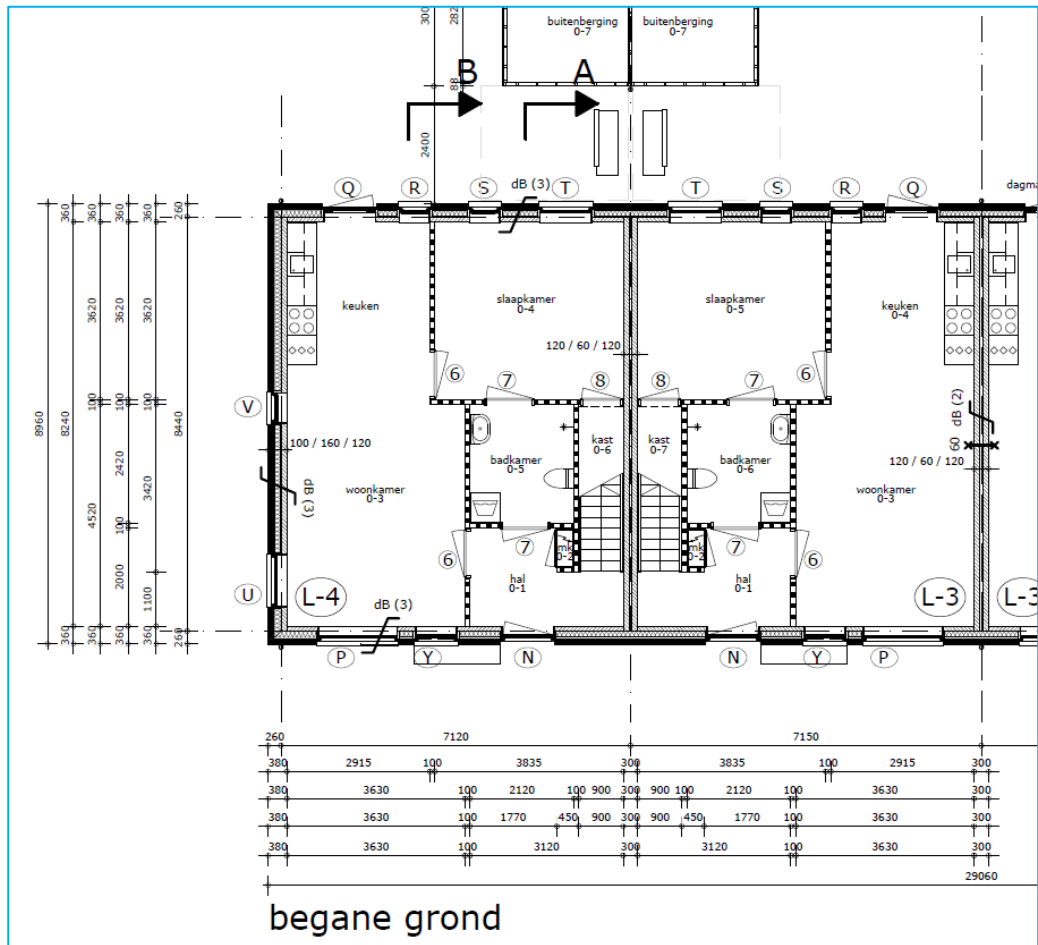 300
282
buitenberging
0-7
buitenberging
0-7
88
B
A
2400
Q
R
S
dB (3)
T
T
S
R
Q
dagma
360
360
360
360
260
keuken
slaapkamer
0-4
slaapkamer
0-5
keuken
0-4
3620
3620
3620
120 / 60 / 120
6
7
8
8
7
6
V
100
100
100
8960
8240
8440
dB (2)
60
100 / 160 / 120
kast
0-6
kast
0-7
badkamer
0-5
badkamer
0-6
120 / 60 / 120
2420
3420
4520
woonkamer
0-3
woonkamer
0-3
dB (3)
100
6
7
mk
0-2
mk
0-2
7
6
2000
1100
hal
0-1
hal
0-1
U
L-4
dB (3)
L-3
L-3
360
360
360
360
260
P
Y
N
N
Y
P
260
7120
7150
380
2915
100
3835
300
3835
100
2915
300
380
3630
100
2120
100
900
300
900
100
2120
100
3630
300
380
3630
100
1770
450
900
300
900
450
1770
100
3630
300
380
3630
100
3120
300
3120
100
3630
300
29060
begane grond